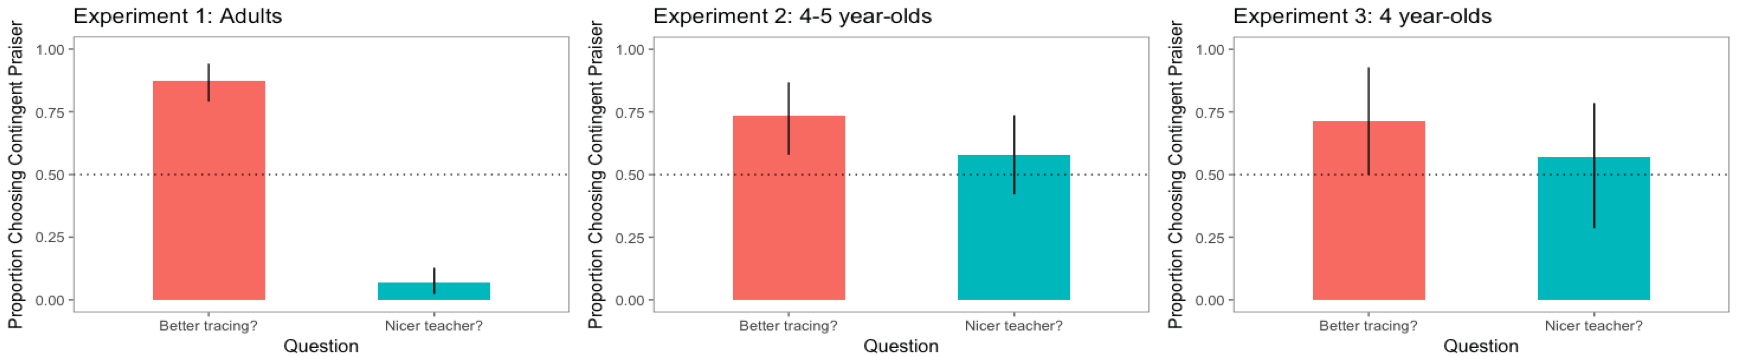 Experiment 1: Adults
Proportion Choosing Contingent Praiser
1.00
0.75
0.50
0.25
0.00
Better tracing?
Nicer teacher?
Question
Experiment 2: 4-5 year-olds
Proportion Choosing Contingent Praiser
1.00
0.75
0.50
0.25
0.00
Better tracing?
Nicer teacher?
Question
Experiment 3: 4 year-olds
Proportion Choosing Contingent Praiser
1.00
0.75
0.50
0.25
0.00
Better tracing?
Nicer teacher?
Question